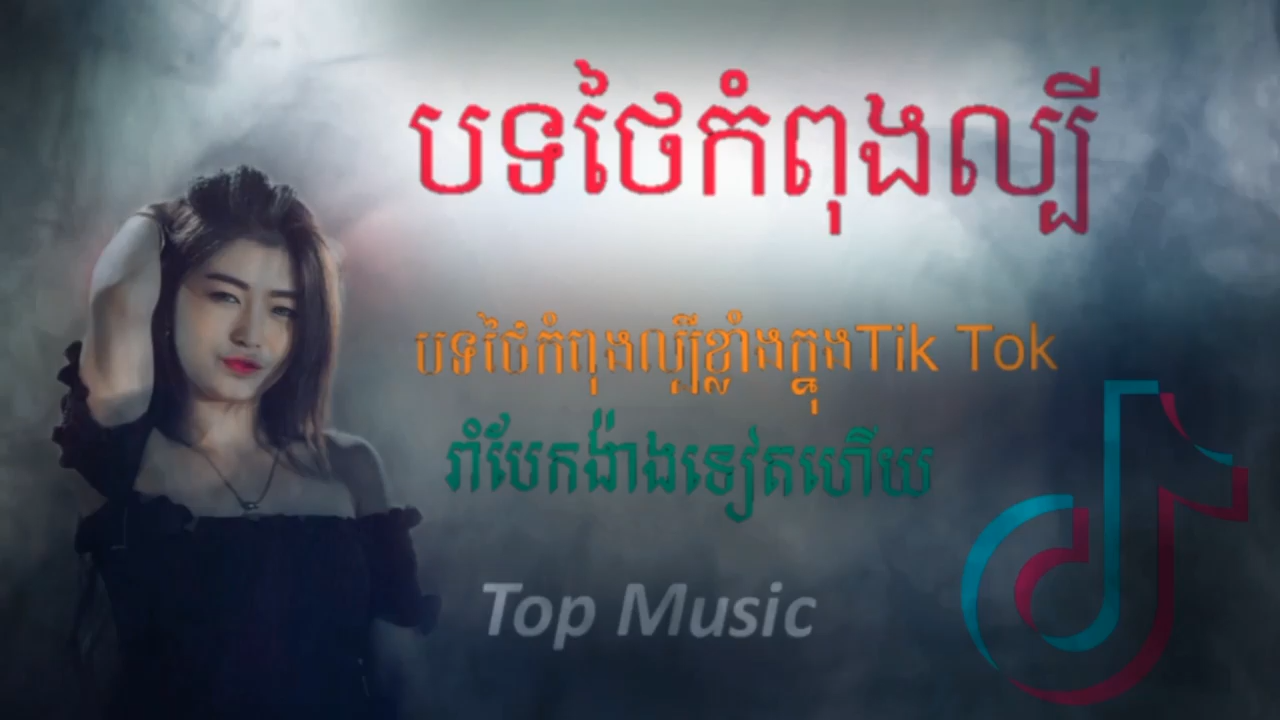 បទថៃកំពុងល្បី
បទថៃកំពុងល្បីខ្លាំងក្នុងTik Tok
រាំបែកង៉ាងទៀតហើយ
Top Music